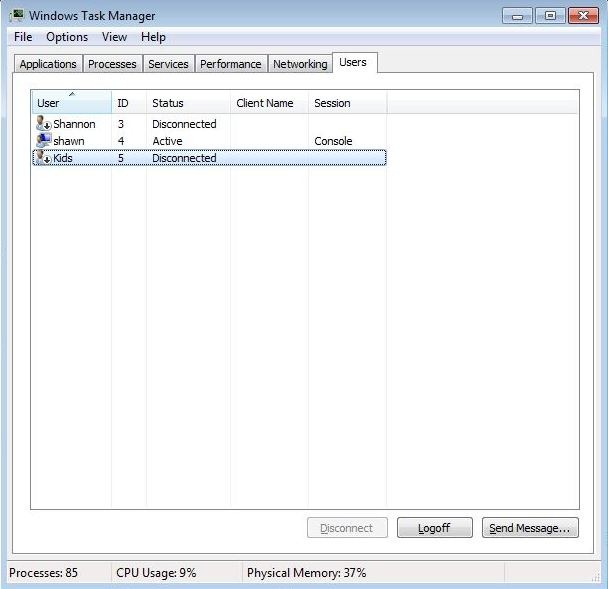 Windows Task Manager
File Options View Help
Applications Processes Services Performance Networking Users
User ID Status Client Name Session
Shannon 3 Disconnected
shawn 4 Active Console
Kids 5 Disconnected
Disconnect Logoff Send Message...
Processes: 85 CPU Usage: 9% Physical Memory: 37%